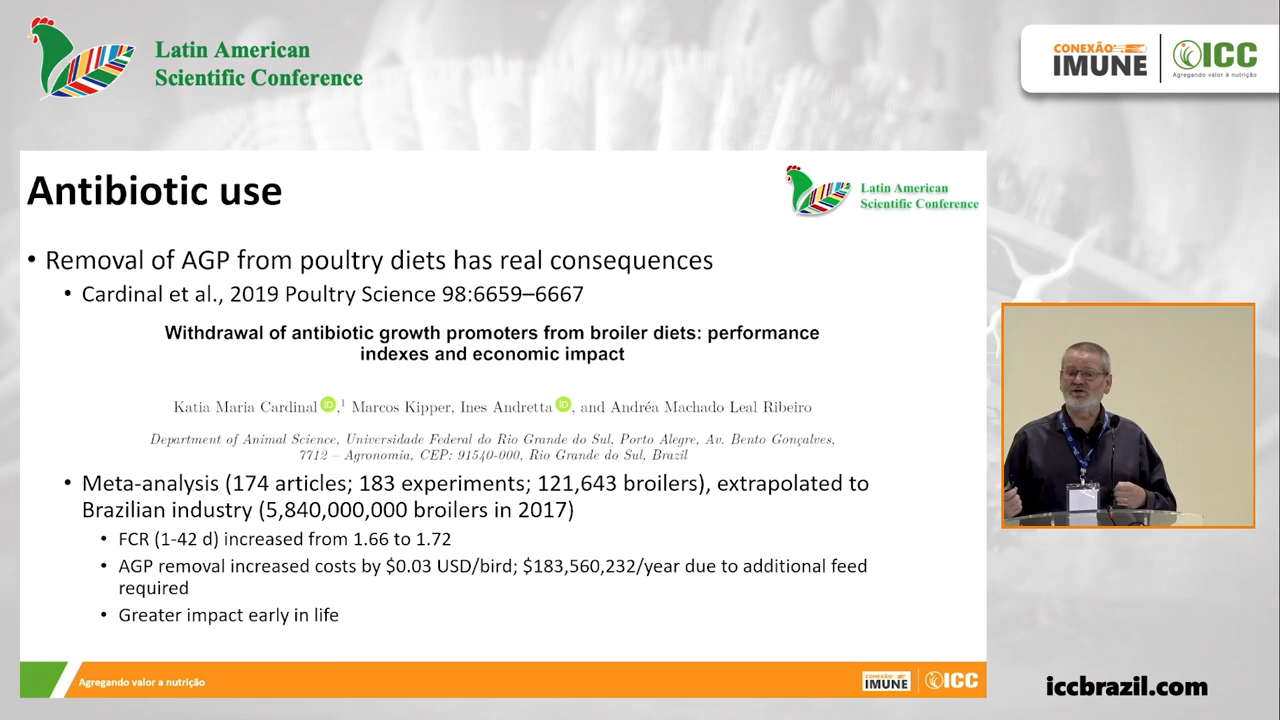 Latin American
Scientific Conference
CONEXÃO
IMUNE
ICC
Agregando valor à nutrição
Antibiotic use
Latin American
Scientific Conference
• Removal of AGP from poultry diets has real consequences
• Cardinal et al., 2019 Poultry Science 98:6659–6667
Withdrawal of antibiotic growth promoters from broiler diets: performance
indexes and economic impact
Katia Maria Cardinal iD,1 Marcos Kipper, Ines Andretta iD, and Andréa Machado Leal Ribeiro
Department of Animal Science, Universidade Federal do Rio Grande do Sul, Porto Alegre, Av. Bento Gonçalves,
7712 – Agronomia, CEP: 91540-000, Rio Grande do Sul, Brazil
• Meta-analysis (174 articles; 183 experiments; 121,643 broilers), extrapolated to
Brazilian industry (5,840,000,000 broilers in 2017)
• FCR (1-42 d) increased from 1.66 to 1.72
• AGP removal increased costs by $0.03 USD/bird; $183,560,232/year due to additional feed
required
• Greater impact early in life
Agregando valor a nutrição
CONEXÃO
IMUNE
ICC
iccbrazil.com